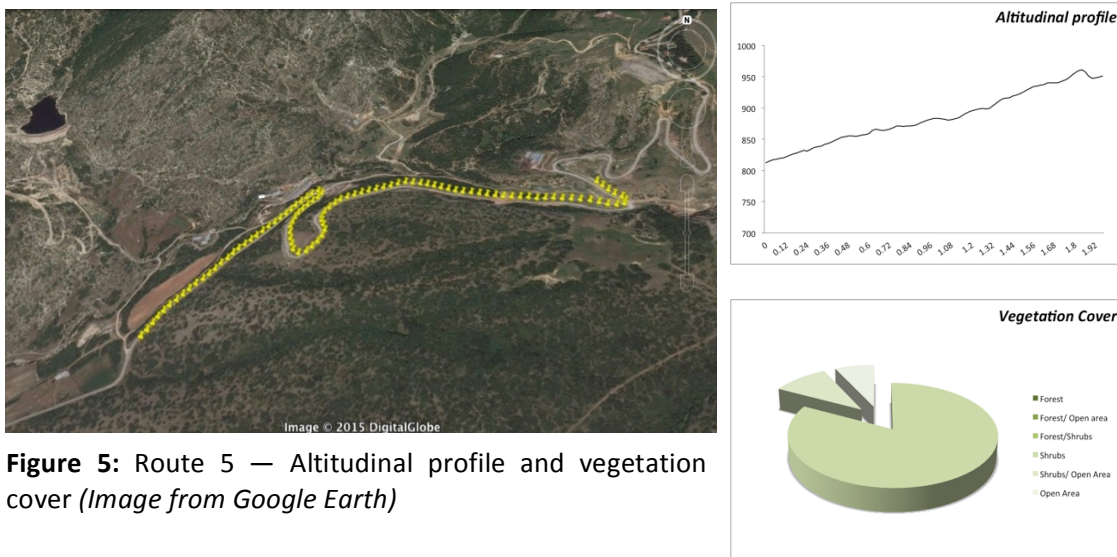 N
Image © 2015 DigitalGlobe
Figure 5: Route 5 — Altitudinal profile and vegetation
cover (Image from Google Earth)
Altitudinal profile
1000
950
900
850
800
750
700
0 0.12 0.24 0.36 0.48 0.6 0.72 0.84 0.96 1.08 1.2 1.32 1.44 1.56 1.68 1.8 1.92
Vegetation Cover
Forest
Forest/ Open area
Forest/Shrubs
Shrubs
Shrubs/ Open Area
Open Area